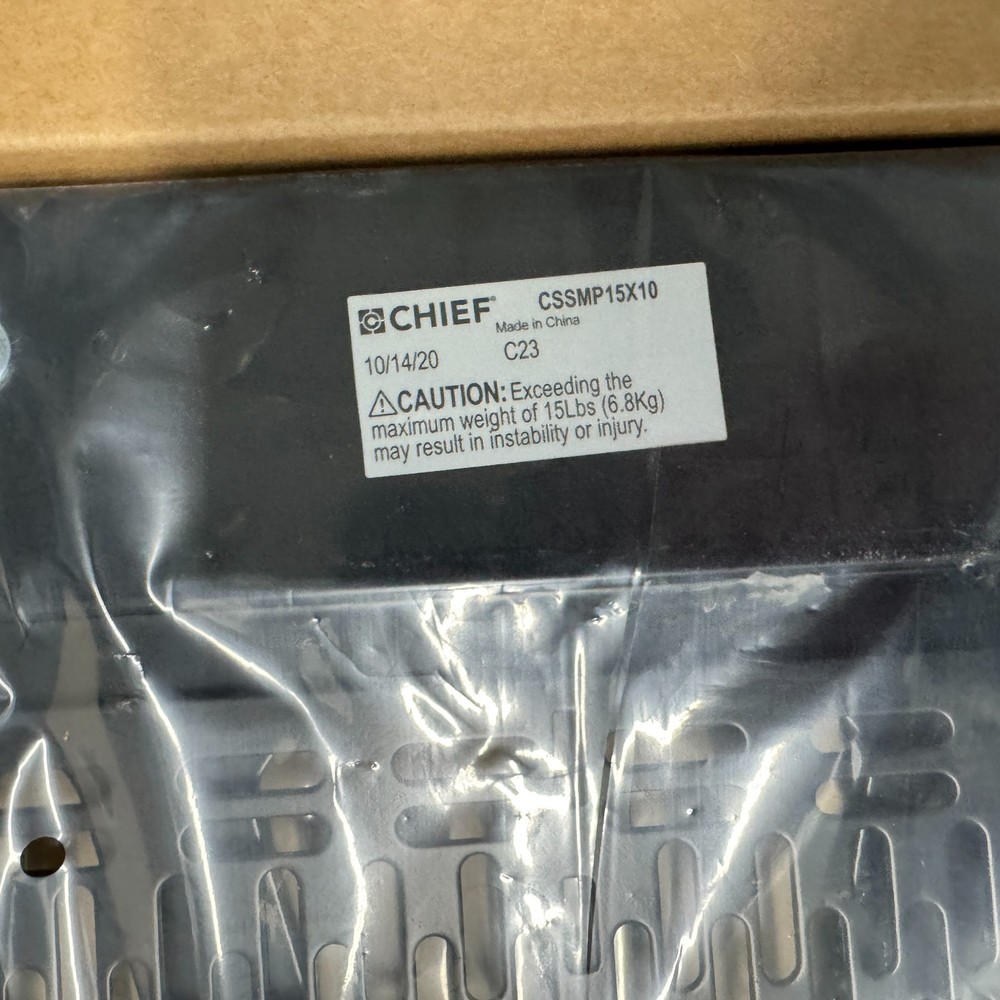 CHIEF® CSSMP15X10
Made in China
10/14/20 C23
⚠CAUTION: Exceeding the
maximum weight of 15Lbs (6.8Kg)
may result in instability or injury.